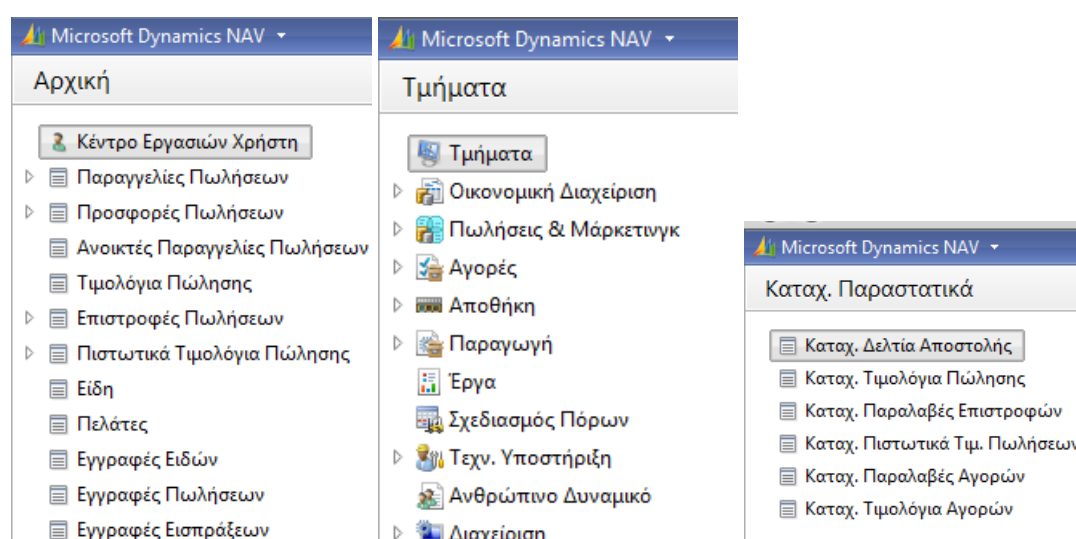 Microsoft Dynamics NAV
Αρχική
Κέντρο Εργασιών Χρήστη
Παραγγελίες Πωλήσεων
Προσφορές Πωλήσεων
Ανοικτές Παραγγελίες Πωλήσεων
Τιμολόγια Πώλησης
Επιστροφές Πωλήσεων
Πιστωτικά Τιμολόγια Πώλησης
Είδη
Πελάτες
Εγγραφές Ειδών
Εγγραφές Πωλήσεων
Εγγραφές Εισπράξεων
Microsoft Dynamics NAV
Τμήματα
Τμήματα
Οικονομική Διαχείριση
Πωλήσεις & Μάρκετινγκ
Αγορές
Αποθήκη
Παραγωγή
Έργα
Σχεδιασμός Πόρων
Τεχν. Υποστήριξη
Ανθρώπινο Δυναμικό
Διαχείριση
Microsoft Dynamics NAV
Καταχ. Παραστατικά
Καταχ. Δελτία Αποστολής
Καταχ. Τιμολόγια Πώλησης
Καταχ. Παραλαβές Επιστροφών
Καταχ. Πιστωτικά Τιμ. Πωλήσεων
Καταχ. Παραλαβές Αγορών
Καταχ. Τιμολόγια Αγορών